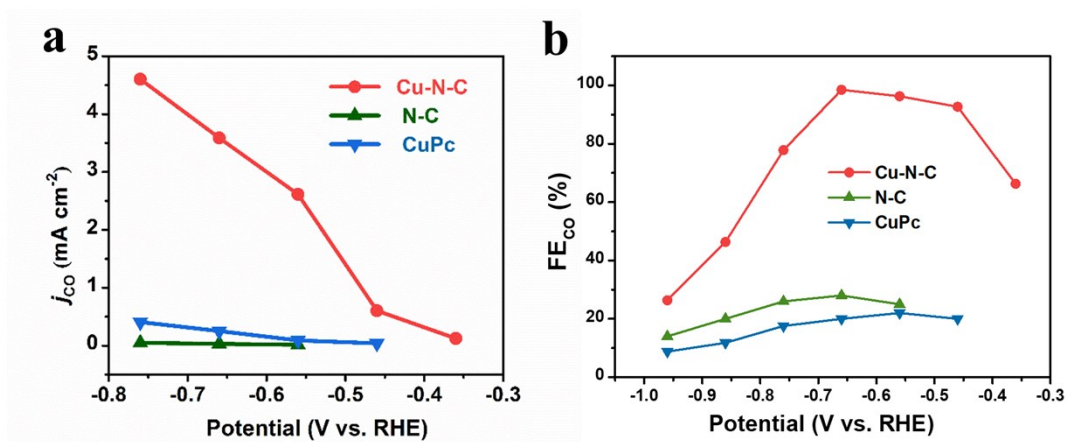 a
5
4
3
2
1
0
-0.8 -0.7 -0.6 -0.5 -0.4 -0.3
jCO (mA cm-2)
Potential (V vs. RHE)
Cu-N-C
N-C
CuPc
b
100
80
60
40
20
0
-1.0 -0.9 -0.8 -0.7 -0.6 -0.5 -0.4 -0.3
FECO (%)
Potential (V vs. RHE)
Cu-N-C
N-C
CuPc